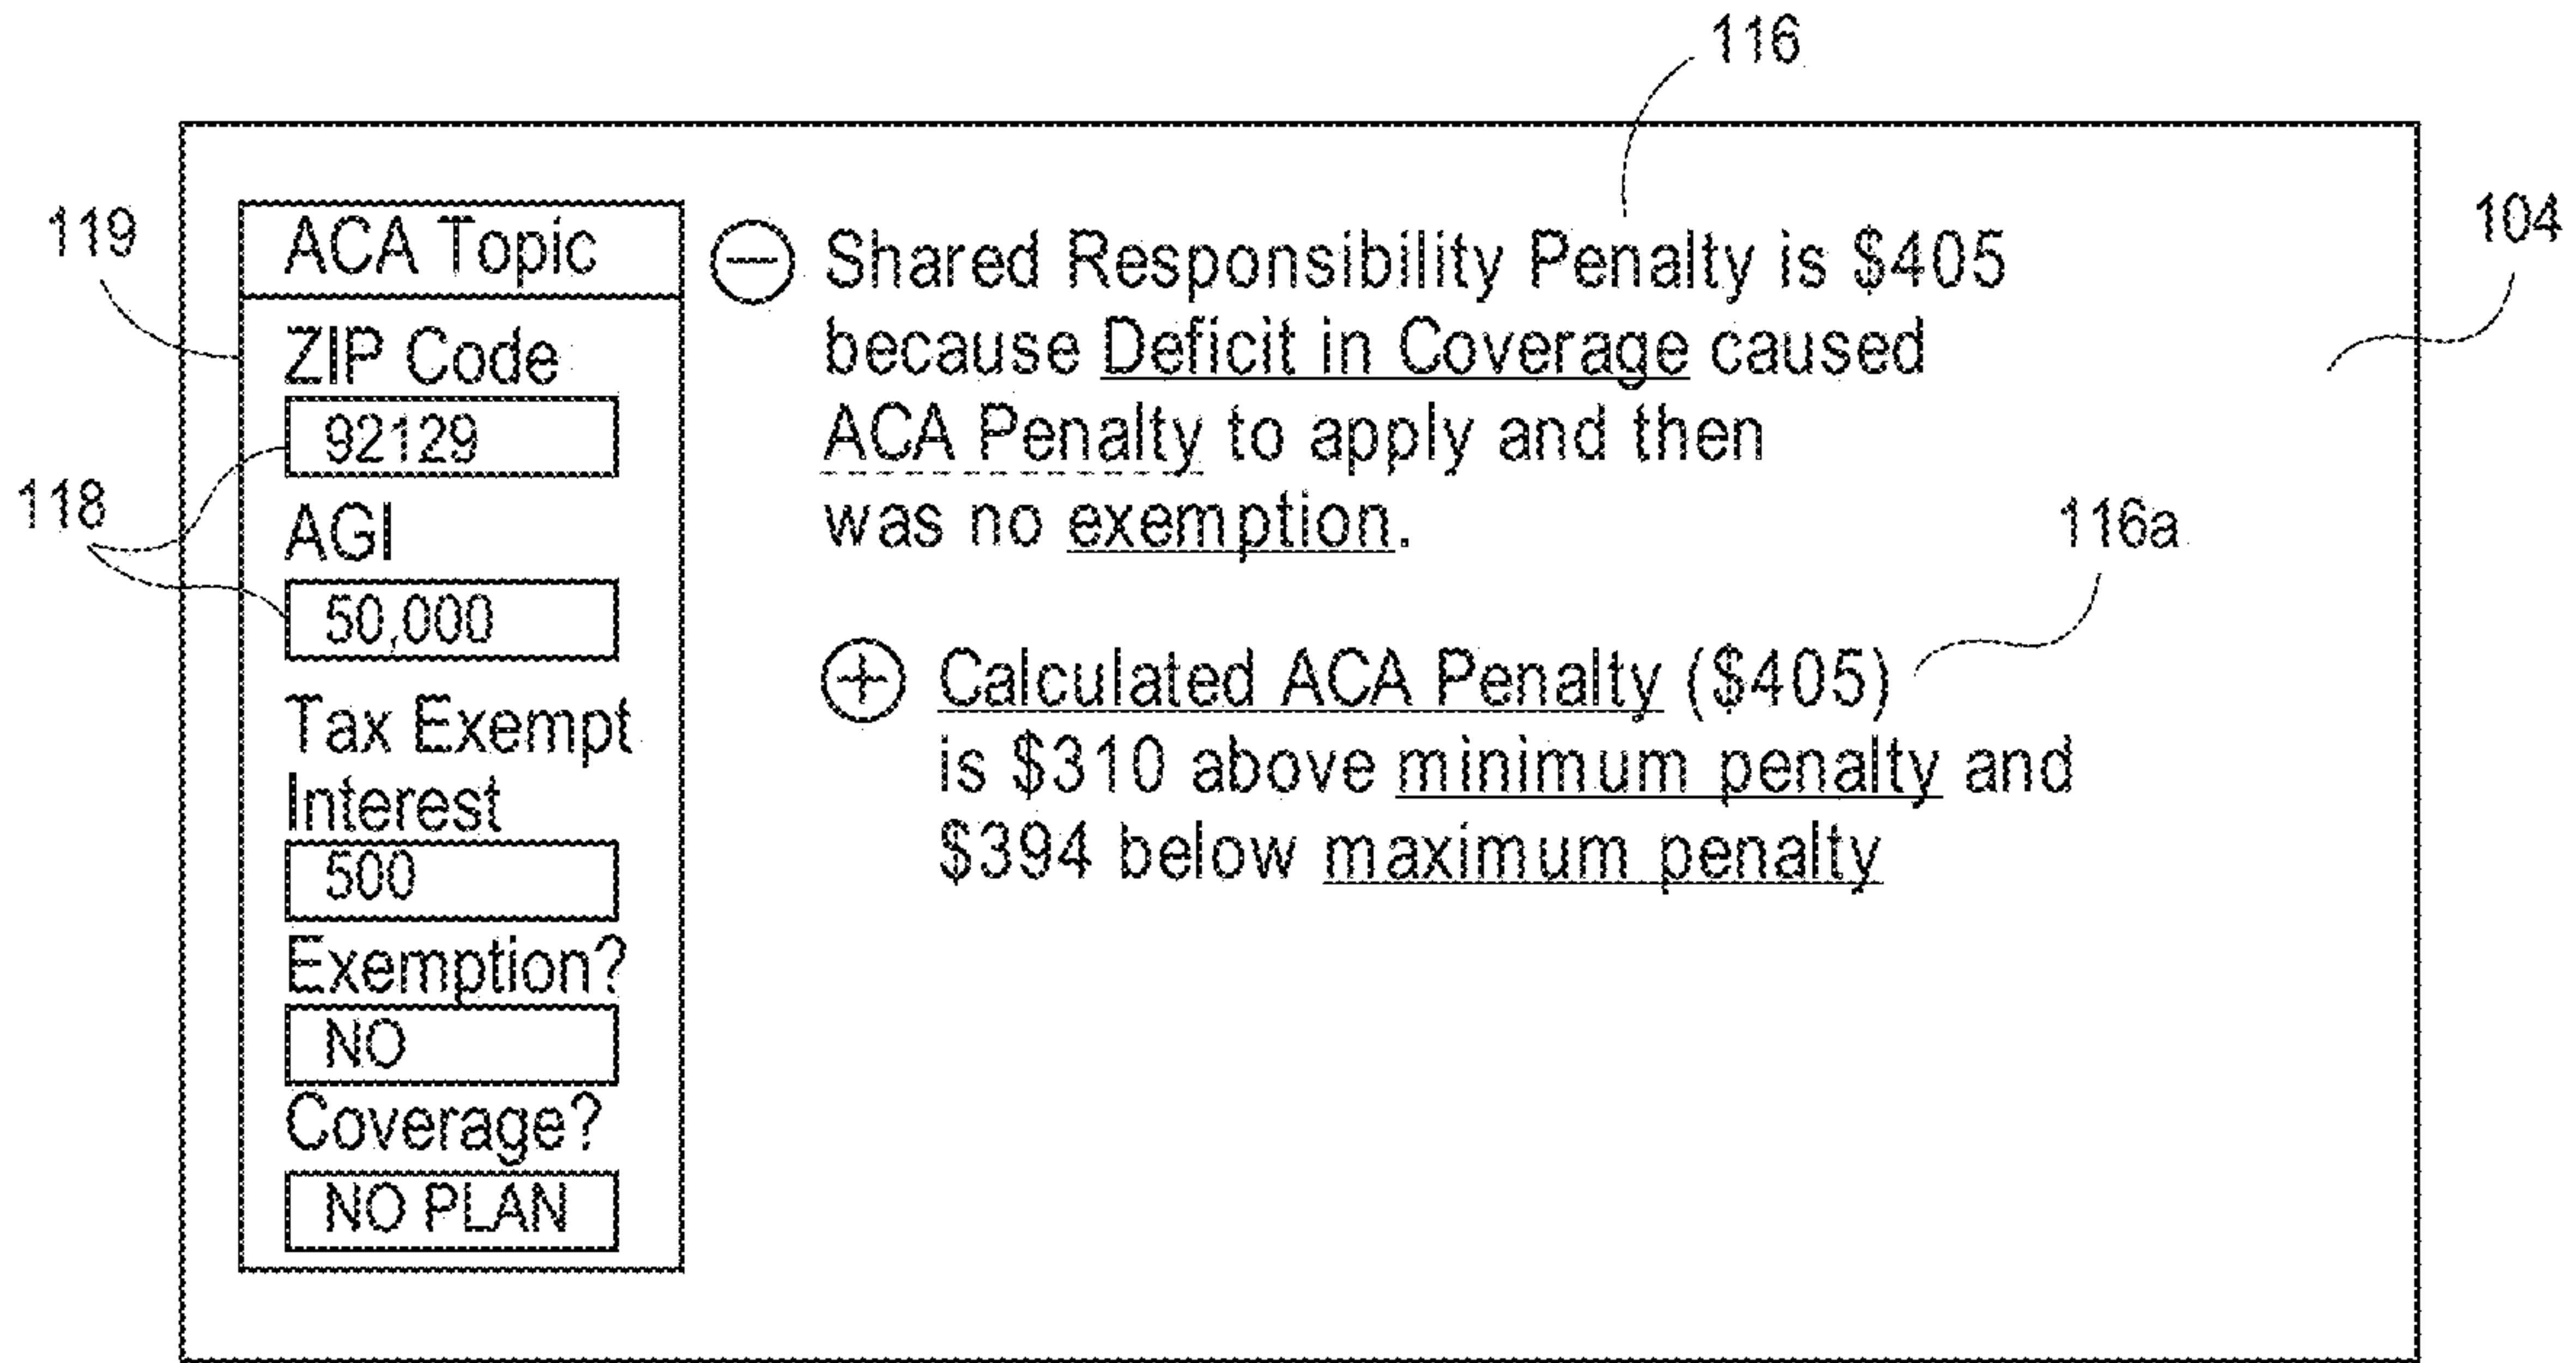 116
119
104
118
ACA Topic
ZIP Code
92129
AGI
50,000
Tax Exempt
Interest
500
Exemption?
NO
Coverage?
NO PLAN
Shared Responsibility Penalty is $405
because Deficit in Coverage caused
ACA Penalty to apply and then
was no exemption.
116a
Calculated ACA Penalty ($405)
is $310 above minimum penalty and
$394 below maximum penalty